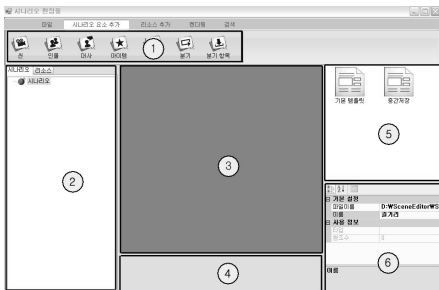 시나리오 편집툴
파일 시나리오 요소 추가 리소스 추가 렌더링 검색
씬 인물 대사 아이템 분기 분기 항목
1
시나리오 리소스
시나리오
2
3
4
기본 템플릿 중간저장
5
기본 설정
파일이름 D:\SceneEditor\S
이름 길거리
사용 정보
타입
6
이름